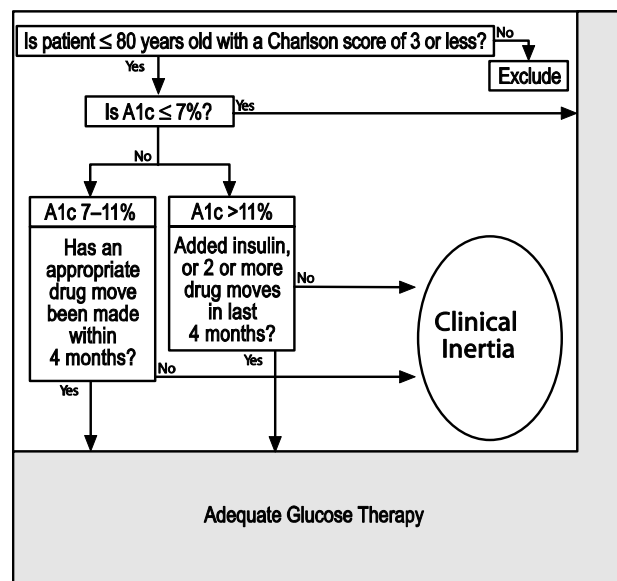 Is patient ≤ 80 years old with a Charlson score of 3 or less?
No
Yes
Exclude
Is A1c ≤ 7%?
Yes
No
A1c 7–11%
Has an
appropriate
drug move
been made
within
4 months?
A1c >11%
Added insulin,
or 2 or more
drug moves
in last
4 months?
No
Clinical
Inertia
No
Yes
Yes
Adequate Glucose Therapy